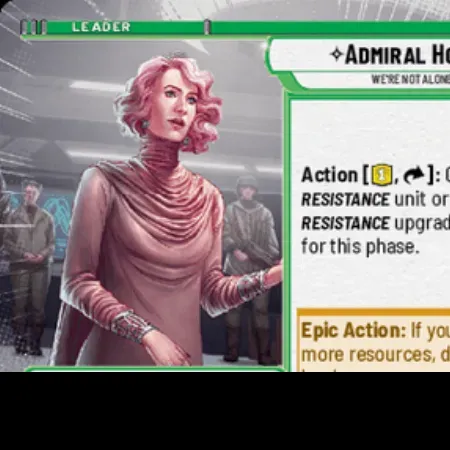 LEADER
ADMIRAL HO
WE'RE NOT ALONE
Action [1, ]:
RESISTANCE unit or
RESISTANCE upgrad
for this phase.
Epic Action: If you
more resources, d